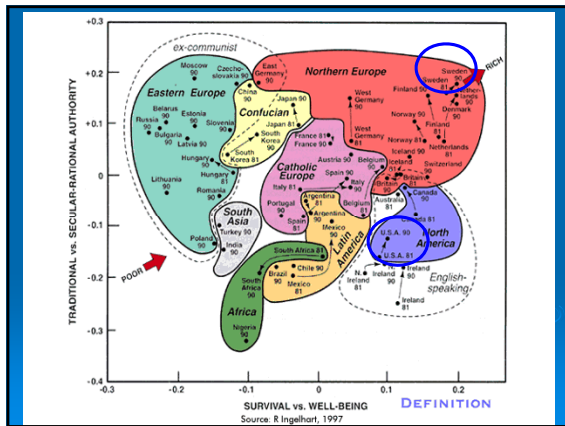 +0.3
+0.2
+0.1
0
-0.1
-0.2
-0.3
-0.4
TRADITIONAL vs. SECULAR-RATIONAL AUTHORITY
ex-communist
Moscow
90
Czecho-
slovakia 90
East
Germany 90
Northern Europe
Sweden
90
Sweden
81
RICH
Eastern Europe
China
90
Confucian
Japan 90
Japan 81
West
Germany
90
Finland 90
Nether-
lands
90
Denmark
90
Belarus
90
Russia
90
Estonia
90
Bulgaria
90
Latvia 90
Slovenia
90
South
Korea
90
France 81
France 90
West
Germany
81
Norway
90
Norway 81
Finland
81
Netherlands
81
Hungary
90
South
Korea 81
Austria 90
Belgium
90
Iceland
90
Iceland
81
Switzerland
90
Catholic
Europe
Spain 90
Italy
90
Britain
90
Britain
81
Lithuania
90
Hungary
81
Italy 81
Romania
90
Argentina
81
Australia
81
Canada
90
Portugal
90
Spain
81
Argentina
90
Belgium
81
South
Asia
Mexico
90
Latin
America
U.S.A. 90
North
America
Turkey 90
India
90
Poland
90
U.S.A. 81
POOR
South Africa 81
South
Africa
90
Brazil
90
Chile 90
Mexico
81
N.
Ireland
81
N.
Ireland
90
Ireland
90
English-
speaking
Africa
Ireland
81
Nigeria
90
-0.3
-0.2
-0.1
0
0.1
0.2
SURVIVAL vs. WELL-BEING
DEFINITION
Source: R Ingelhart, 1997